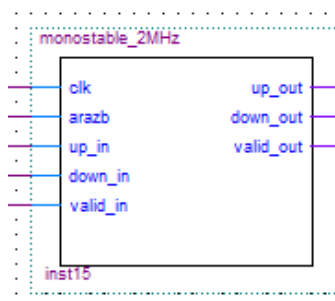 monostable_2MHz
clk up_out
arazb down_out
up_in valid_out
down_in
valid_in
inst15